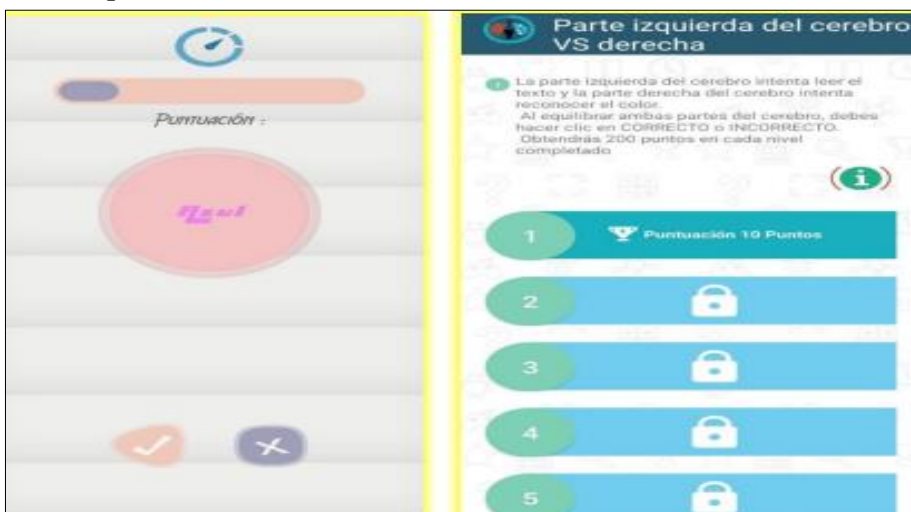 Puntuación :
Azul
Parte izquierda del cerebro
VS derecha
La parte izquierda del cerebro intenta leer el
texto y la parte derecha del cerebro intenta
reconocer el color.
Al equilibrar ambas partes del cerebro, debes
hacer clic en CORRECTO o INCORRECTO.
Obtendrás 200 puntos en cada nivel
completado
1
Puntuación 10 Puntos
2
3
4
5